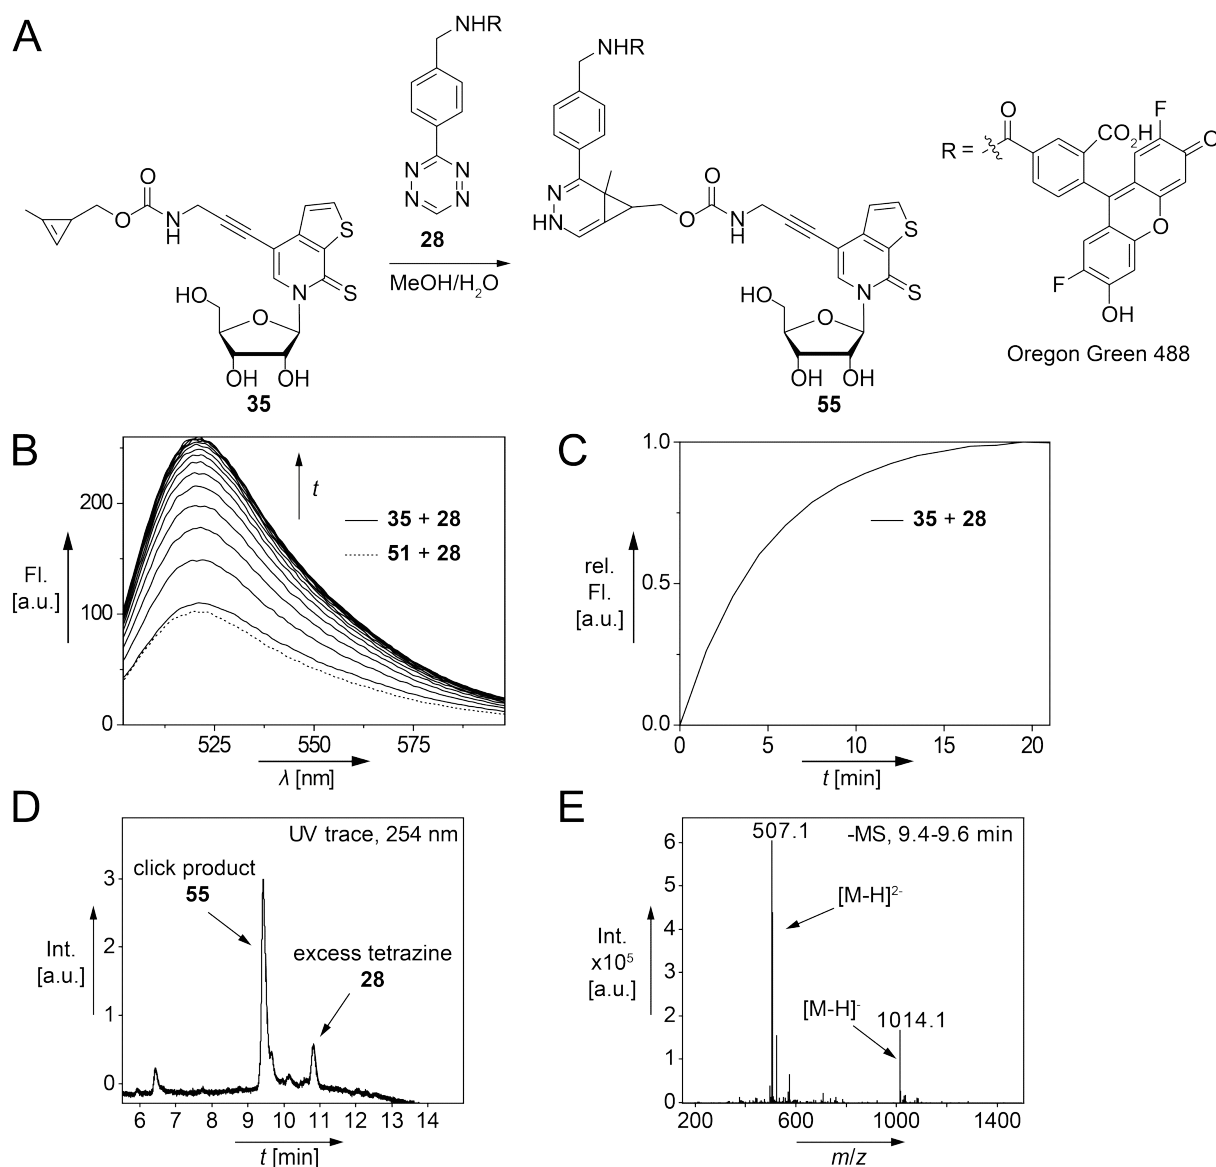 A
NHR
N
N
N
N
28
MeOH/H2O
O
O
N
H
S
N
S
HO
O
OH
OH
35
NHR
N
HN
O
O
N
H
S
N
S
HO
O
OH
OH
55
R =
O
CO2H
F
O
O
F
OH
Oregon Green 488
B
t
35 + 28
51 + 28
Fl.
[a.u.]
200
100
0
525
550
575
λ [nm]
C
1.0
35 + 28
rel.
Fl.
[a.u.]
0.5
0.0
0
5
10
15
20
t [min]
D
UV trace, 254 nm
click product
55
excess tetrazine
28
Int.
[a.u.]
3
2
1
0
6
7
8
9
10
11
12
13
14
t [min]
E
507.1
-MS, 9.4-9.6 min
[M-H]2-
[M-H]-
1014.1
Int.
x10⁵
[a.u.]
6
5
4
3
2
1
0
200
600
1000
1400
m/z